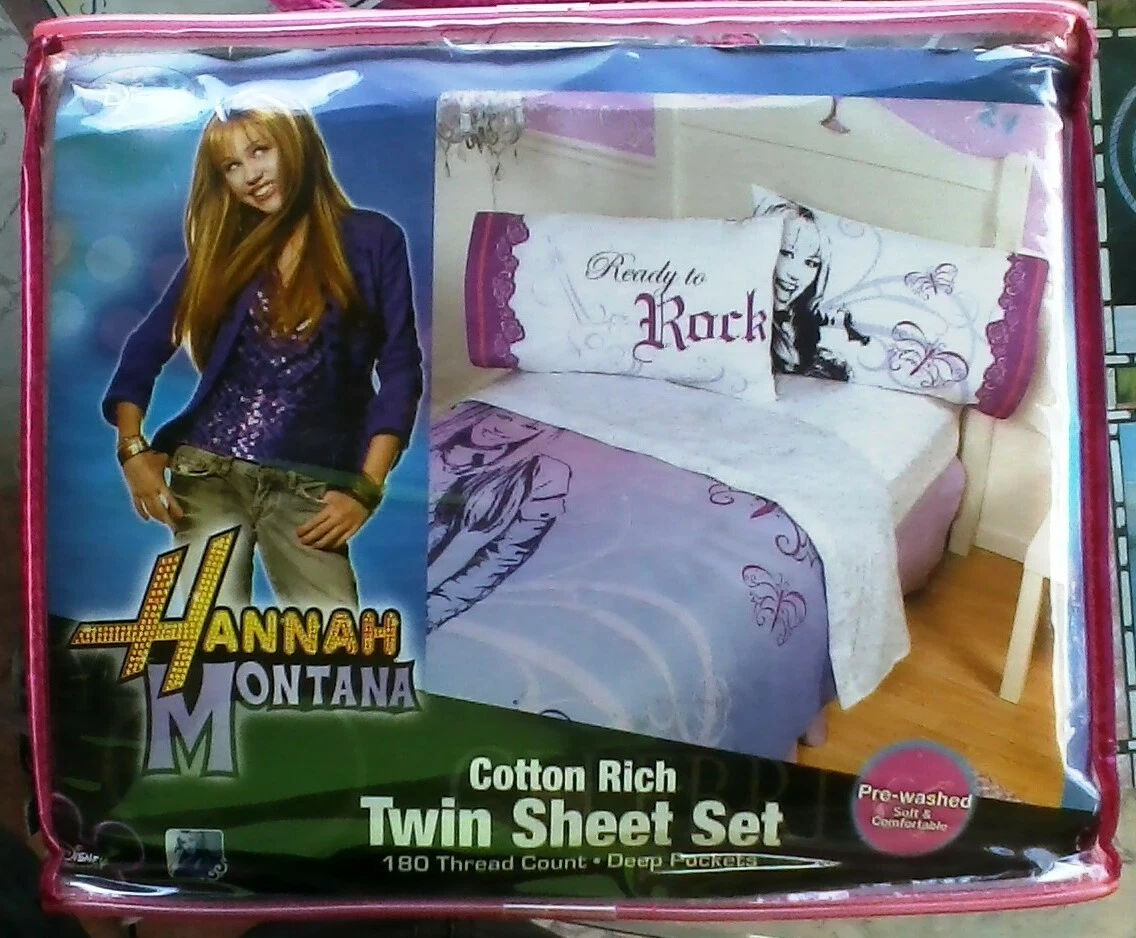 Ready to
Rock
HANNAH
MONTANA
Cotton Rich
Twin Sheet Set
180 Thread Count • Deep Pockets
Pre-washed
Soft &
Comfortable
DISNEY